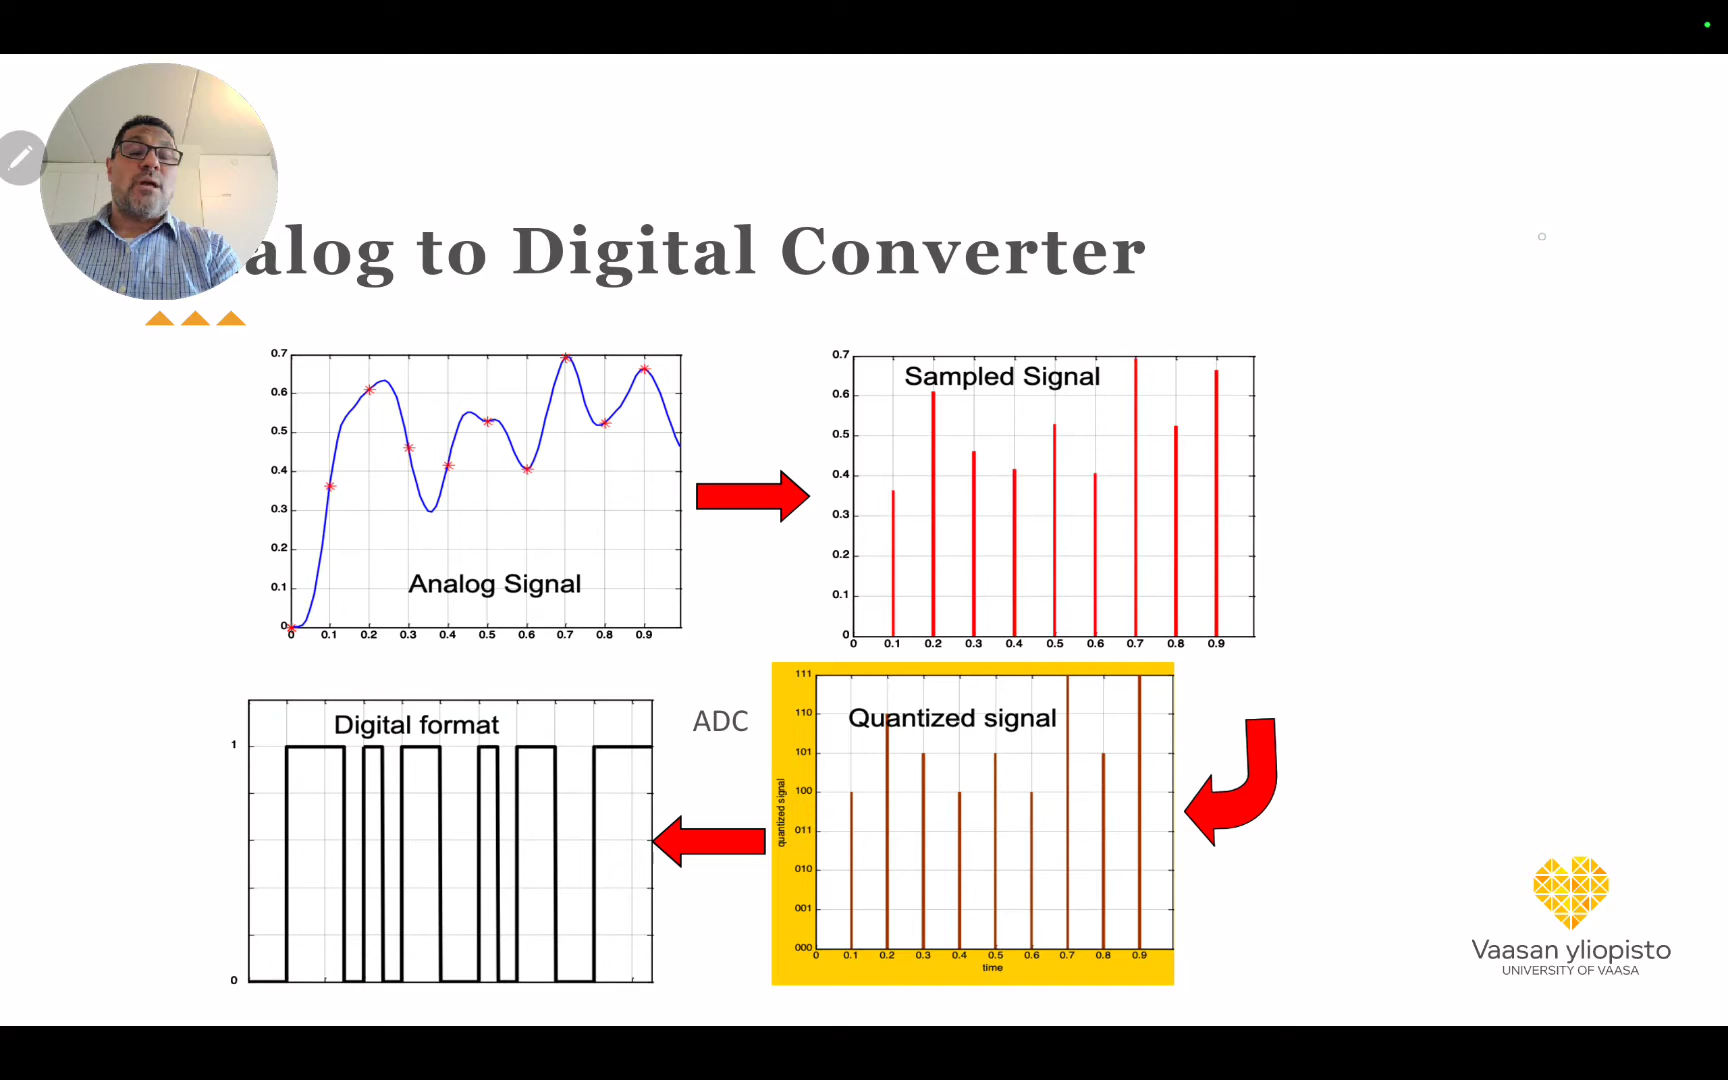 alog to Digital Converter
0.7
0.6
0.5
0.4
0.3
0.2
0.1
0
Analog Signal
0 0.1 0.2 0.3 0.4 0.5 0.6 0.7 0.8 0.9
0.7
0.6
0.5
0.4
0.3
0.2
0.1
0
Sampled Signal
0 0.1 0.2 0.3 0.4 0.5 0.6 0.7 0.8 0.9
Digital format
1
0
ADC
111
110
101
100
011
010
001
000
Quantized signal
quantized signal
0 0.1 0.2 0.3 0.4 0.5 0.6 0.7 0.8 0.9
time
Vaasan yliopisto
UNIVERSITY OF VAASA